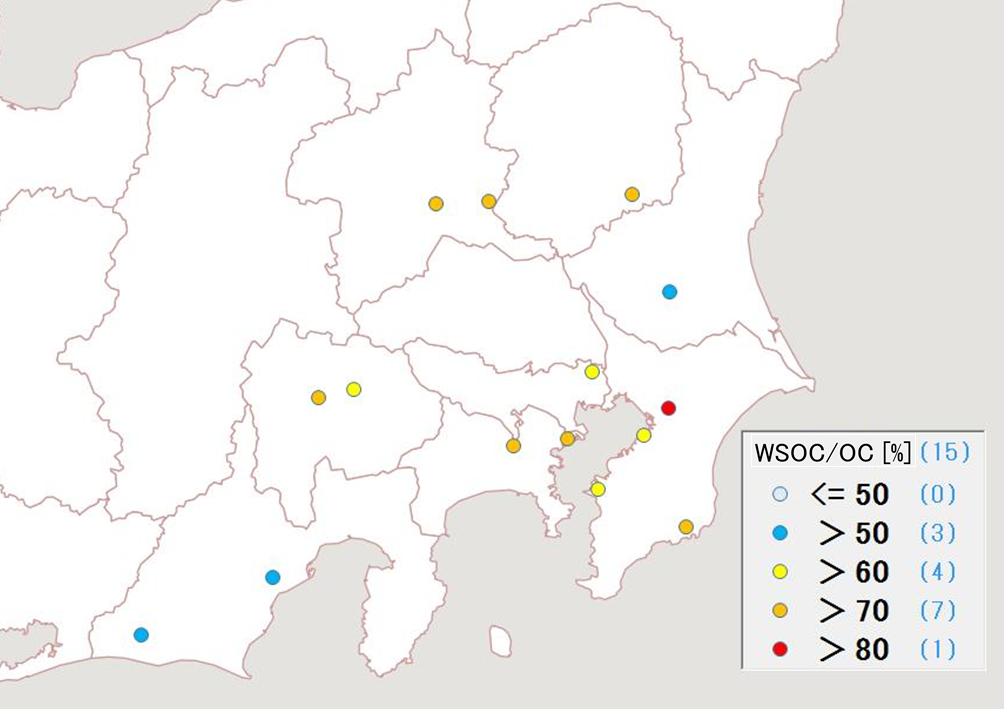 WSOC/OC [%] (15)
<= 50 (0)
> 50 (3)
> 60 (4)
> 70 (7)
> 80 (1)